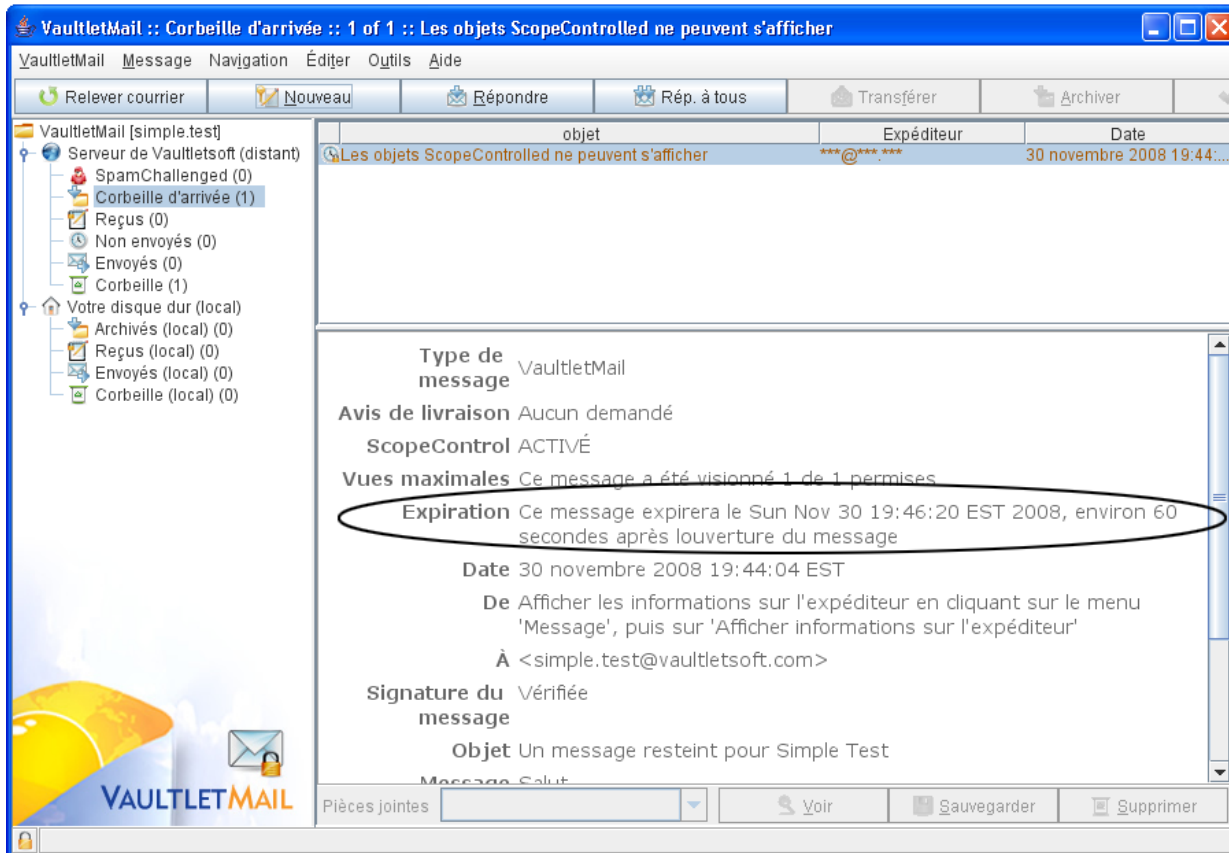 VaultletMail :: Corbeille d'arrivée :: 1 of 1 :: Les objets ScopeControlled ne peuvent s'afficher
VaultletMail Message Navigation Éditer Outils Aide
Relever courrier Nouveau Répondre Rép. à tous Transférer Archiver
VaultletMail [simple.test]
Serveur de Vaultletsoft (distant)
SpamChallenged (0)
Corbeille d'arrivée (1)
Reçus (0)
Non envoyés (0)
Envoyés (0)
Corbeille (1)
Votre disque dur (local)
Archivés (local) (0)
Reçus (local) (0)
Envoyés (local) (0)
Corbeille (local) (0)
VAULTLETMAIL
objet Expéditeur Date
Les objets ScopeControlled ne peuvent s'afficher ***@***.*** 30 novembre 2008 19:44:...
Type de message VaultletMail
Avis de livraison Aucun demandé
ScopeControl ACTIVÉ
Vues maximales Ce message a été visionné 1 de 1 permises
Expiration Ce message expirera le Sun Nov 30 19:46:20 EST 2008, environ 60
secondes après louverture du message
Date 30 novembre 2008 19:44:04 EST
De Afficher les informations sur l'expéditeur en cliquant sur le menu
'Message', puis sur 'Afficher informations sur l'expéditeur'
À <simple.test@vaultletsoft.com>
Signature du message Vérifiée
Objet Un message resteint pour Simple Test
Message Salut
Pièces jointes Voir Sauvegarder Supprimer